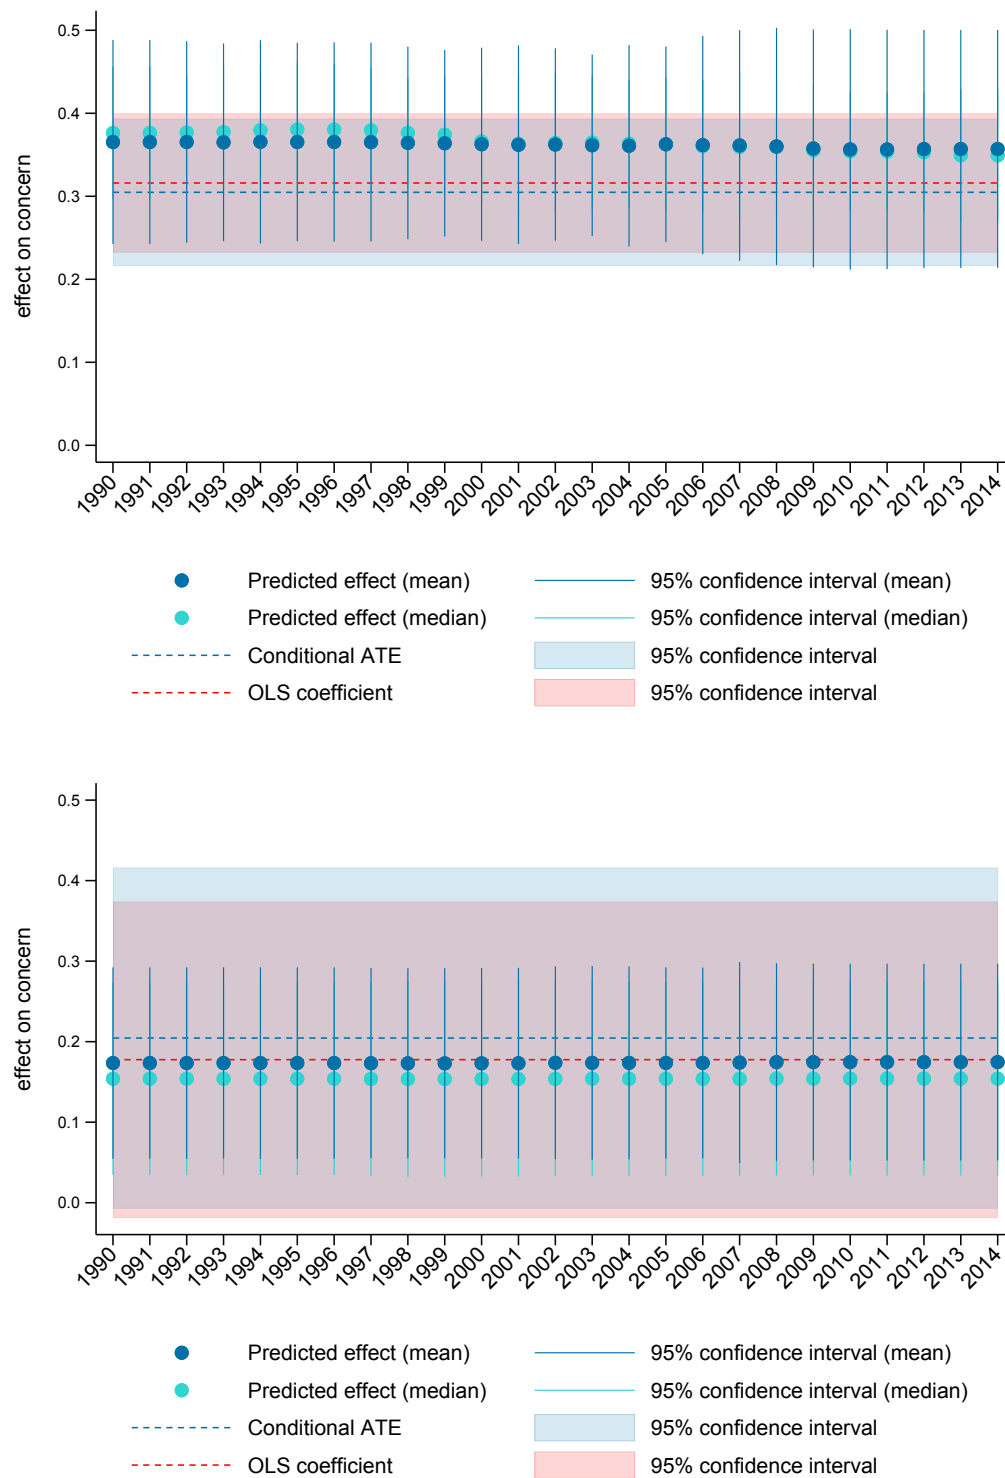 effect on concern
0.5
0.4
0.3
0.2
0.1
0.0
1990 1991 1992 1993 1994 1995 1996 1997 1998 1999 2000 2001 2002 2003 2004 2005 2006 2007 2008 2009 2010 2011 2012 2013 2014
Predicted effect (mean) 95% confidence interval (mean)
Predicted effect (median) 95% confidence interval (median)
Conditional ATE 95% confidence interval
OLS coefficient 95% confidence interval
effect on concern
0.5
0.4
0.3
0.2
0.1
0.0
1990 1991 1992 1993 1994 1995 1996 1997 1998 1999 2000 2001 2002 2003 2004 2005 2006 2007 2008 2009 2010 2011 2012 2013 2014
Predicted effect (mean) 95% confidence interval (mean)
Predicted effect (median) 95% confidence interval (median)
Conditional ATE 95% confidence interval
OLS coefficient 95% confidence interval